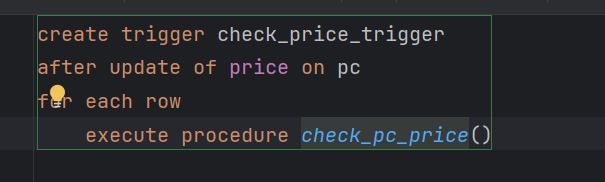 create trigger check_price_trigger
after update of price on pc
for each row
    execute procedure check_pc_price()